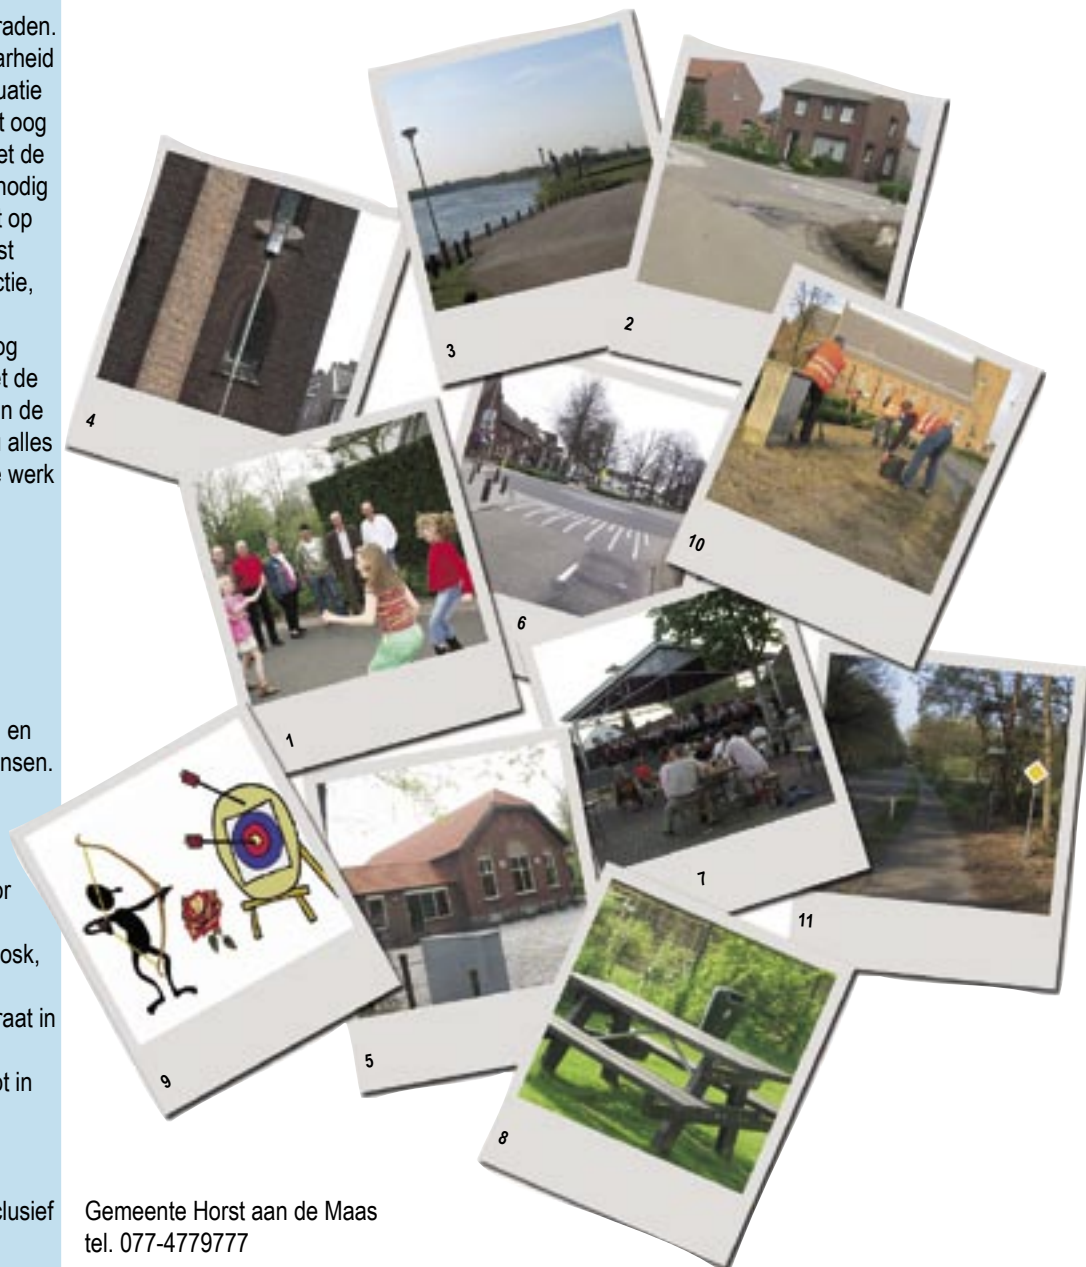 raden.
arheid
uatie
t oog
et de
nodig
t op
st
ctie,
og
et de
n de
alles
e werk
en
nsen.
or
osk,
raat in
ot in
clusief
3
2
4
10
6
1
7
11
5
9
8
Gemeente Horst aan de Maas
tel. 077-4779777